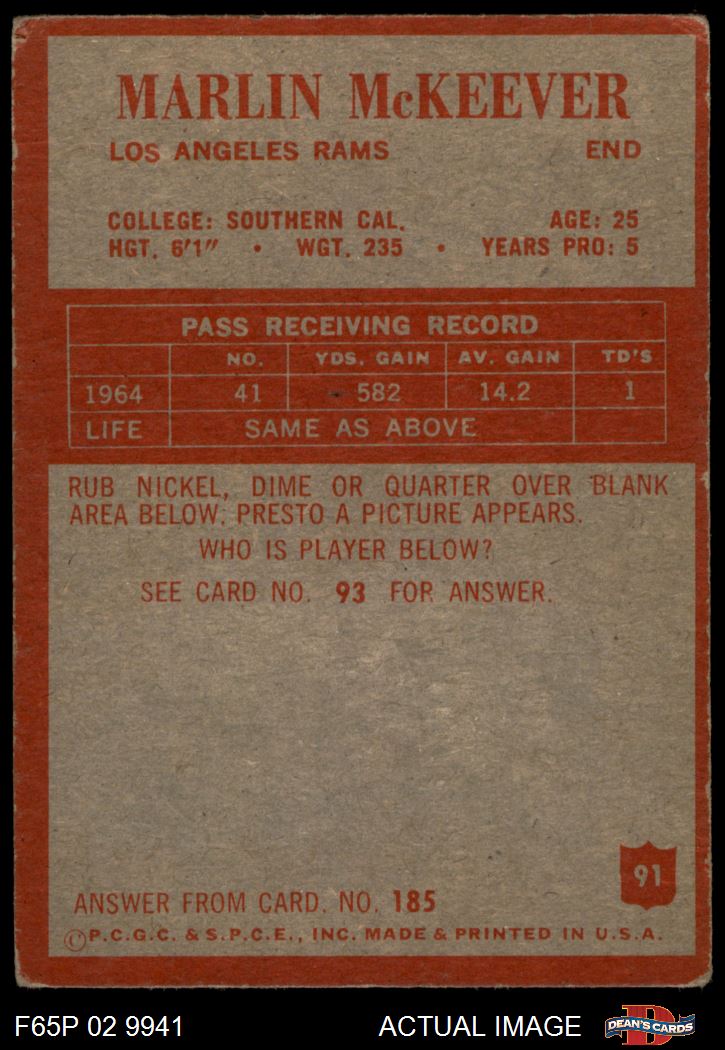 MARLIN McKEEVER
LOS ANGELES RAMS END
COLLEGE: SOUTHERN CAL. AGE: 25
HGT. 6'1" • WGT. 235 • YEARS PRO: 5
PASS RECEIVING RECORD
NO. YDS. GAIN AV. GAIN TD'S
1964 41 582 14.2 1
LIFE SAME AS ABOVE
RUB NICKEL, DIME OR QUARTER OVER BLANK
AREA BELOW. PRESTO A PICTURE APPEARS.
WHO IS PLAYER BELOW?
SEE CARD NO. 93 FOR ANSWER.
91
ANSWER FROM CARD. NO. 185
©P.C.G.C. & S.P.C.E., INC. MADE & PRINTED IN U.S.A.
F65P 02 9941 ACTUAL IMAGE D DEAN'S CARDS